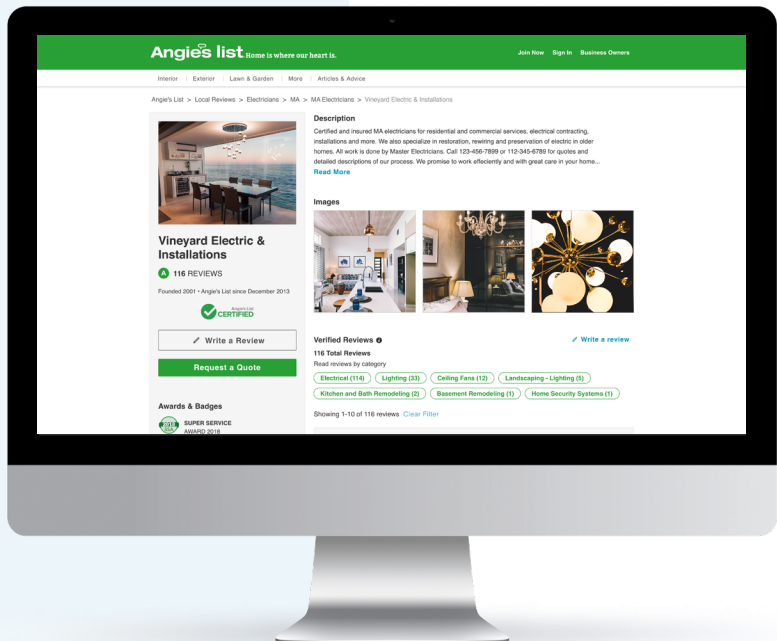 Angie's list Home is where our heart is.
Join Now Sign In Business Owners
Interior | Exterior | Lawn & Garden | More | Articles & Advice
Angie's List > Local Reviews > Electricians > MA > MA Electricians > Vineyard Electric & Installations
Vineyard Electric &
Installations
A 116 REVIEWS
Founded 2001 • Angie's List since December 2013
Angie's List
CERTIFIED
Write a Review
Request a Quote
Awards & Badges
2018
SSA
SUPER SERVICE
AWARD 2018
Description
Certified and insured MA electricians for residential and commercial services, electrical contracting,
installations and more. We also specialize in restoration, rewiring and preservation of electric in older
homes. All work is done by Master Electricians. Call 123-456-7899 or 112-345-6789 for quotes and
detailed descriptions of our process. We promise to work effeciently and with great care in your home...
Read More
Images
Verified Reviews
Write a review
116 Total Reviews
Read reviews by category
Electrical (114) Lighting (33) Ceiling Fans (12) Landscaping - Lighting (5)
Kitchen and Bath Remodeling (2) Basement Remodeling (1) Home Security Systems (1)
Showing 1-10 of 116 reviews Clear Filter